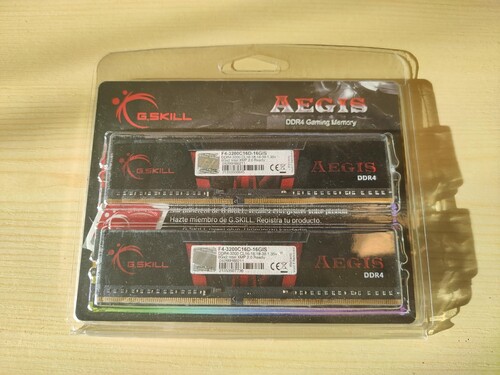 G.SKILL
AEGIS
DDR4 Gaming Memory
F4-3200C16D-16GIS
AEGIS
DDR4
Hazte miembro de G.SKILL. Registra tu producto.
G.SKILL
F4-3200C16D-16GIS
AEGIS
DDR4